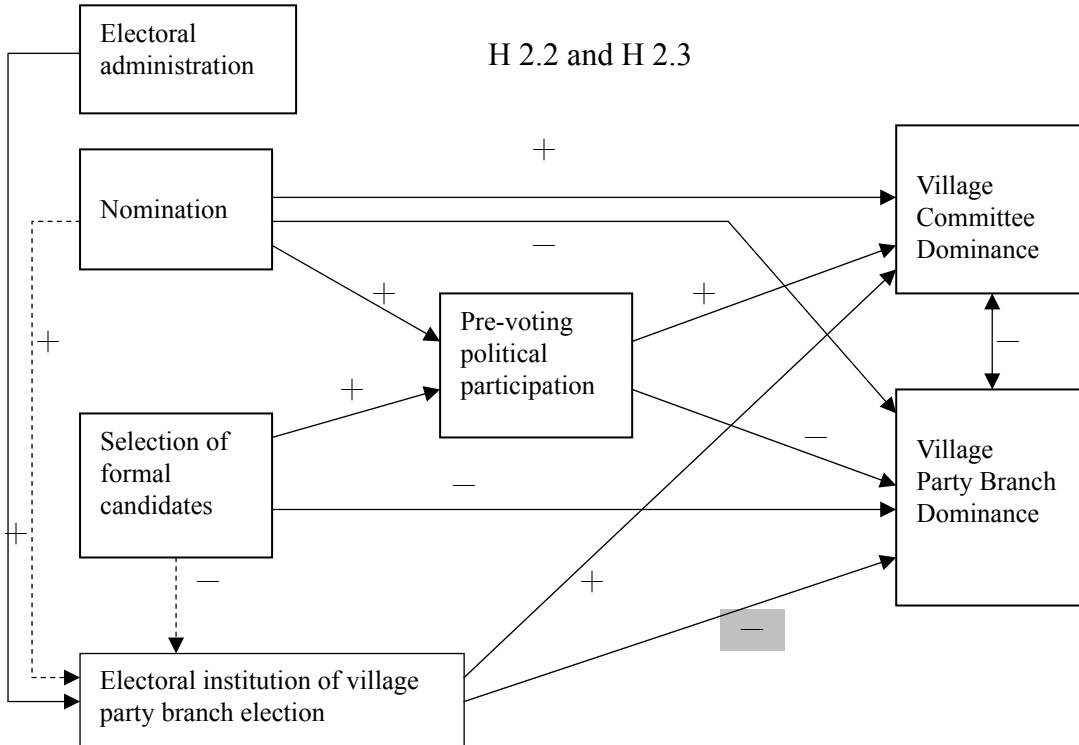 Electoral
administration
H 2.2 and H 2.3
+
Nomination
Village
Committee
Dominance
—
+
+
+
Pre-voting
political
participation
—
+
Selection of
formal
candidates
—
Village
Party Branch
Dominance
—
+
—
+
—
Electoral institution of village
party branch election